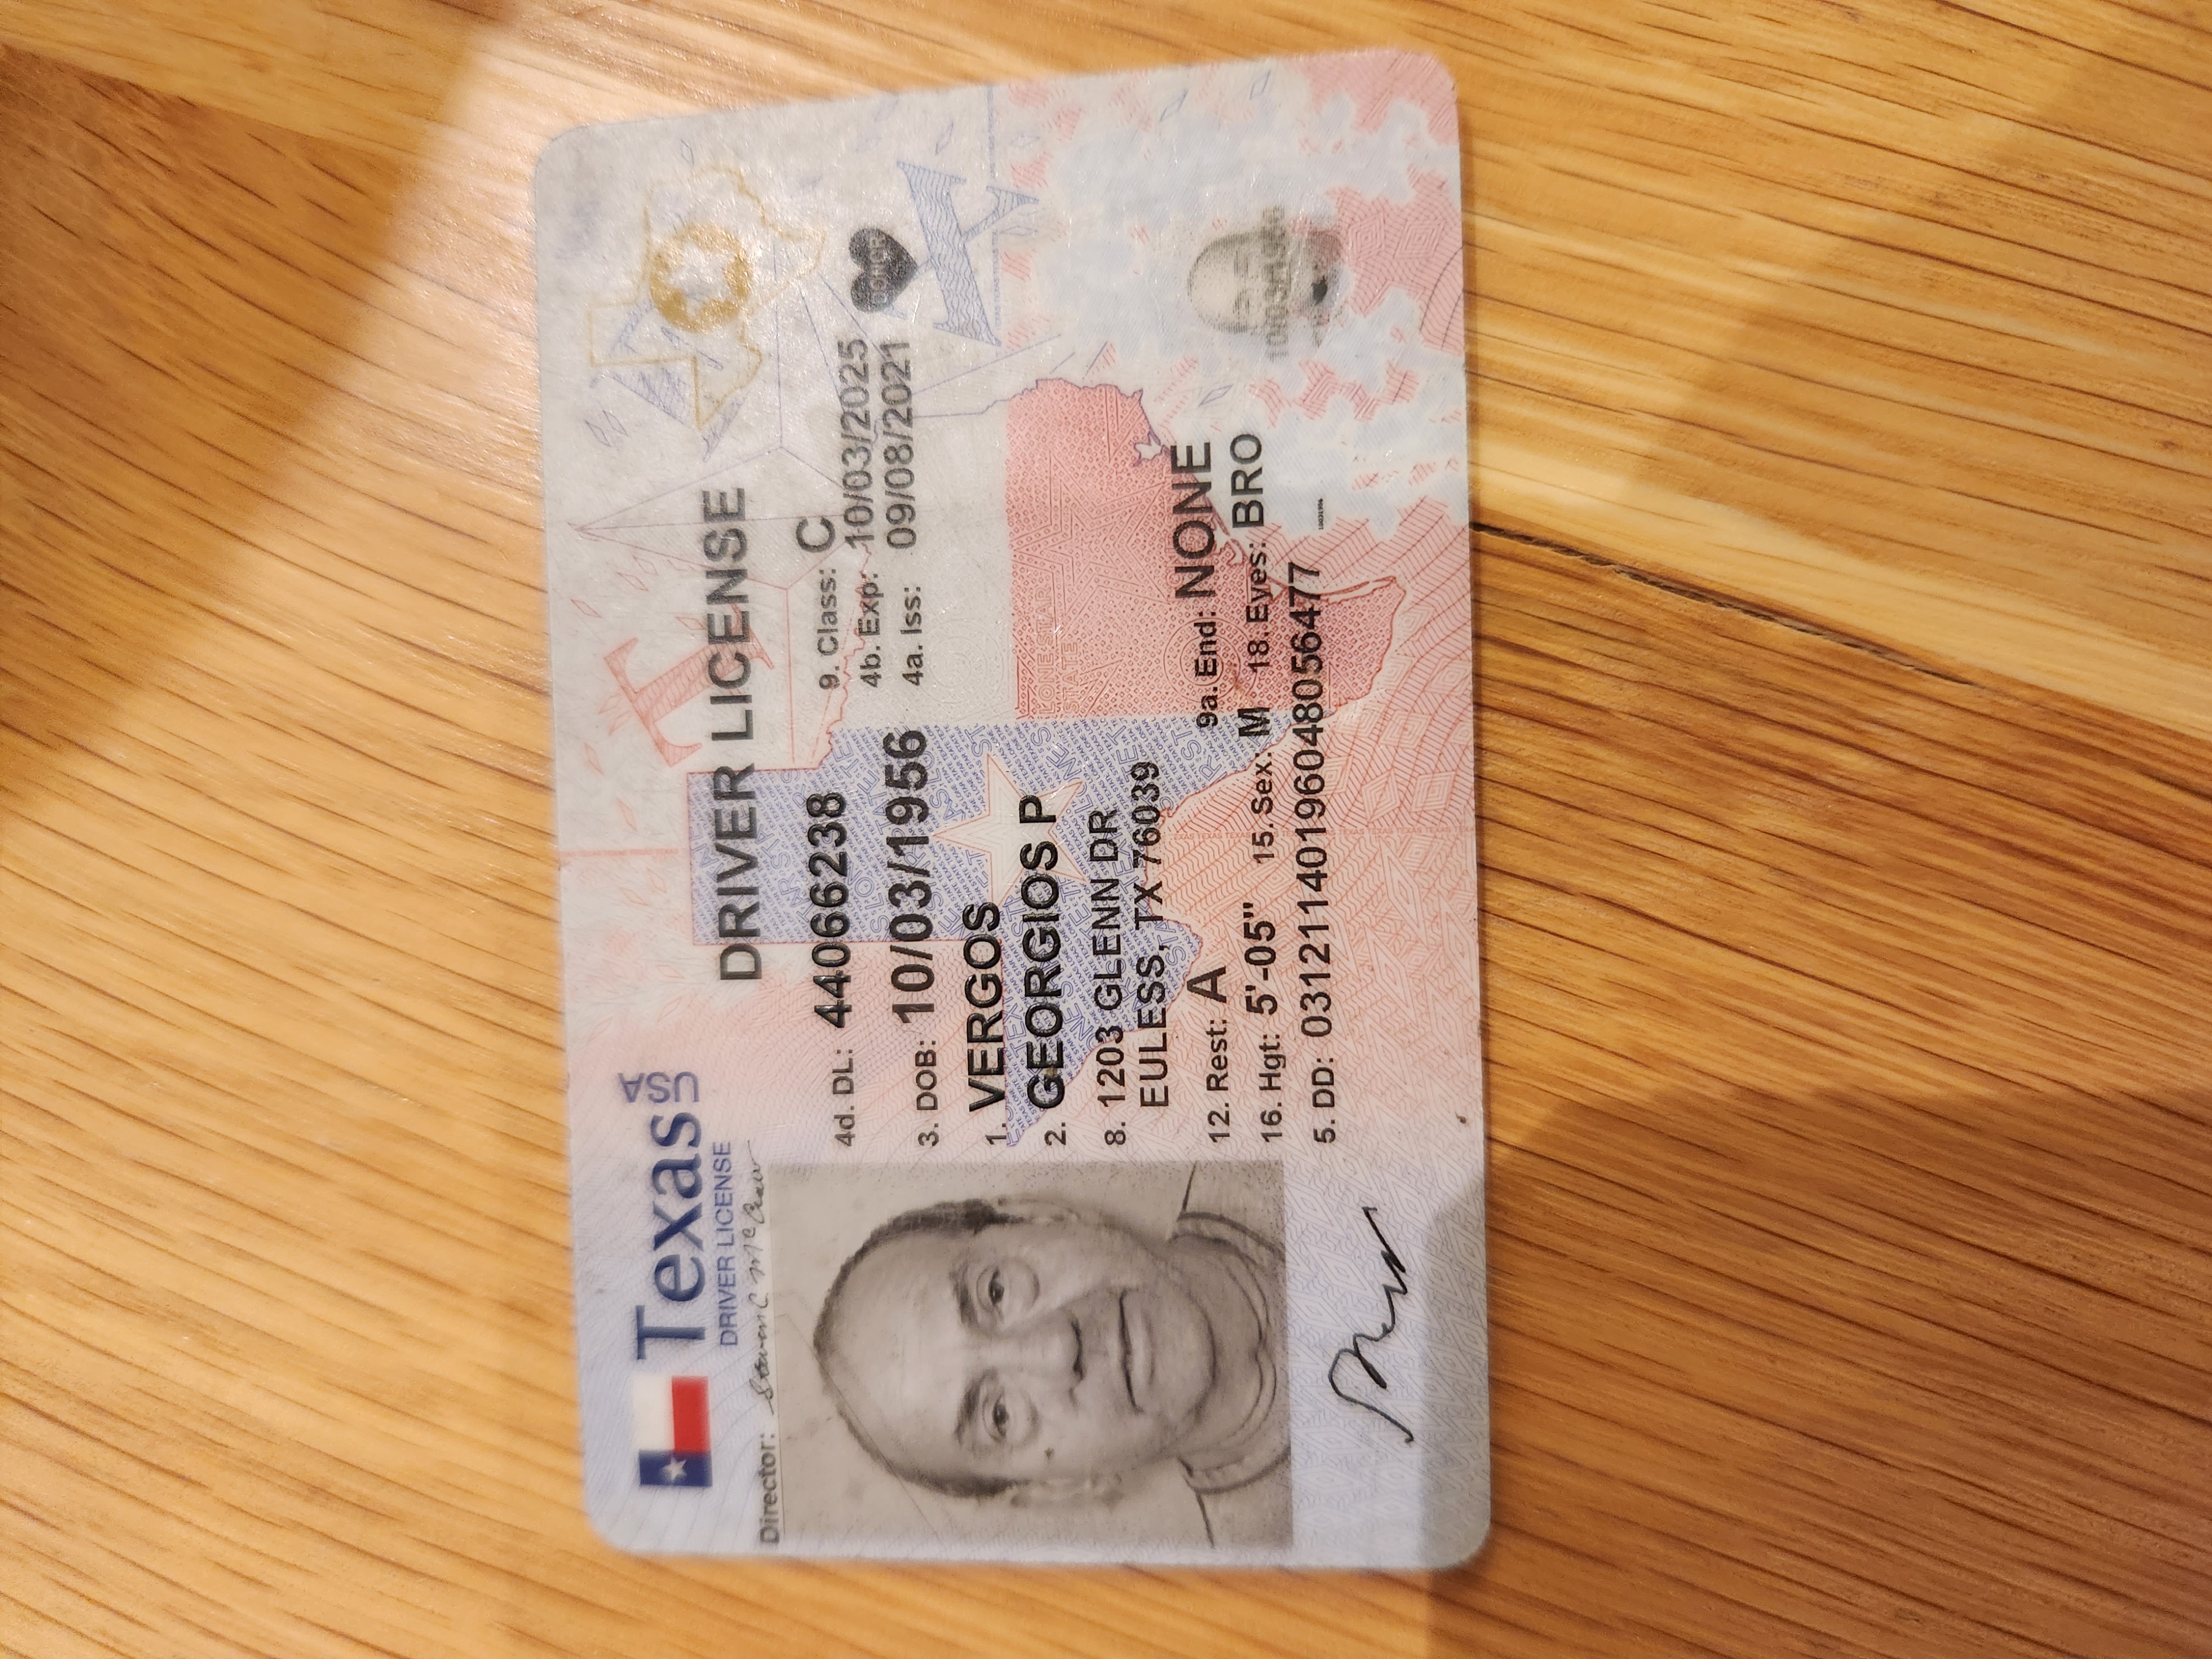 Texas USA
DRIVER LICENSE
Director: Steven C McCraw
DRIVER LICENSE
4d. DL: 44066238
9. Class: C
4b. Exp: 10/03/2025
3. DOB: 10/03/1956
4a. Iss: 09/08/2021
DONOR
1. VERGOS
2. GEORGIOS P
8. 1203 GLENN DR
EULESS, TX 76039
12. Rest: A
9a. End: NONE
16. Hgt: 5'-05" 15. Sex: M 18. Eyes: BRO
10/03/1956
5. DD: 03121140196048056477
LONE
STATE